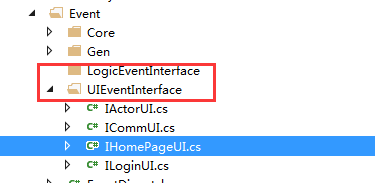 Event
Core
Gen
LogicEventInterface
UIEventInterface
C# IActorUI.cs
C# ICommUI.cs
C# IHomePageUI.cs
C# ILoginUI.cs